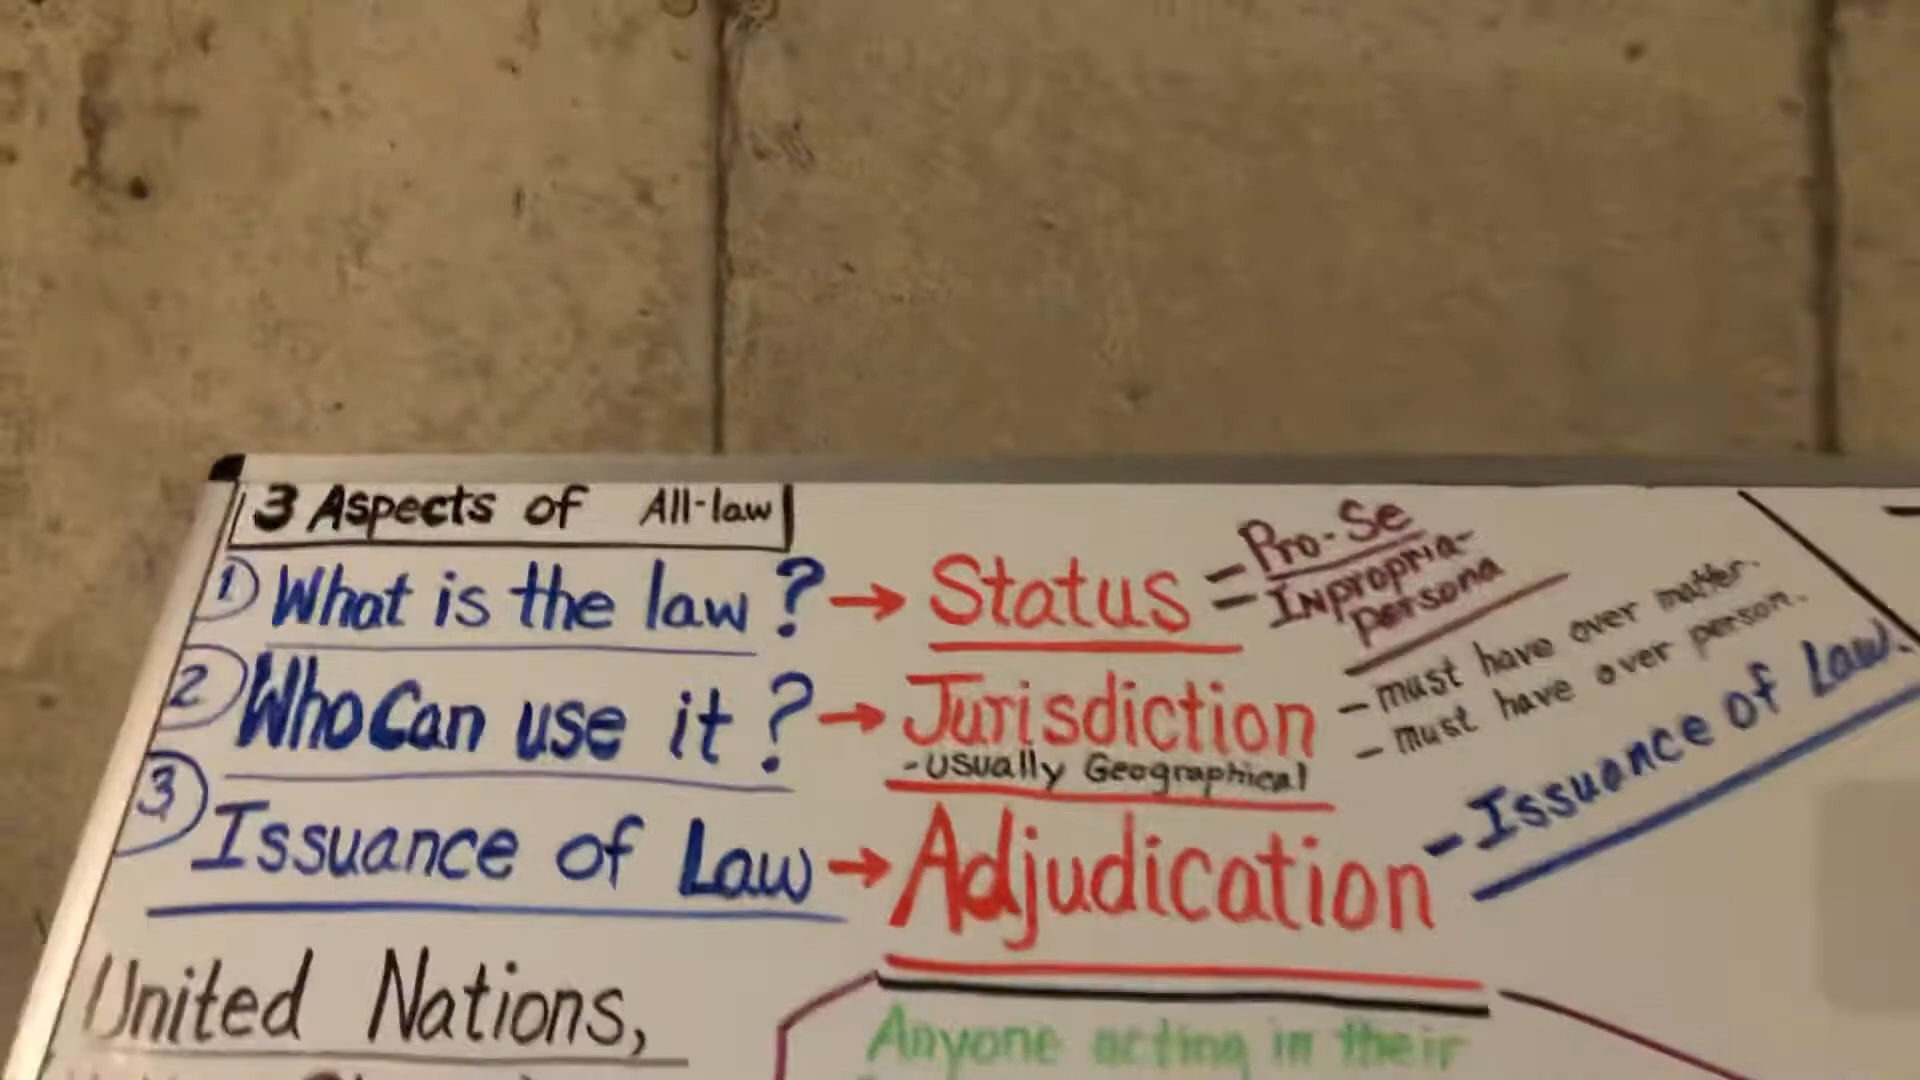 3 Aspects of All-law
1 What is the law? → Status = Pro-Se
= Inpropria-
persona
2 Who Can use it? → Jurisdiction
- usually Geographical
- must have over matter.
- must have over person.
3 Issuance of Law → Adjudication - Issuance of Law.
United Nations,
Anyone acting in their